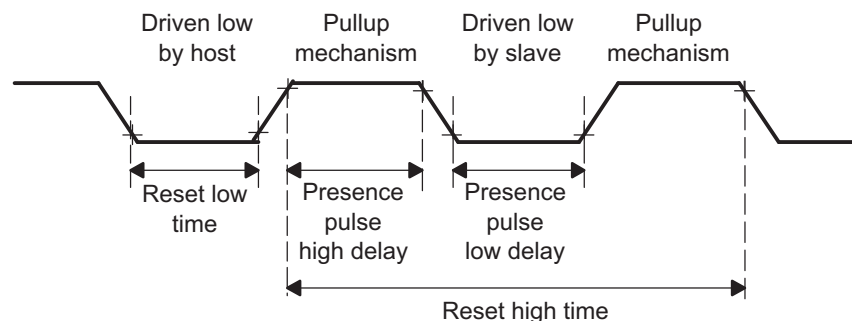 Driven low
by host
Pullup
mechanism
Driven low
by slave
Pullup
mechanism
Reset low
time
Presence
pulse
high delay
Presence
pulse
low delay
Reset high time